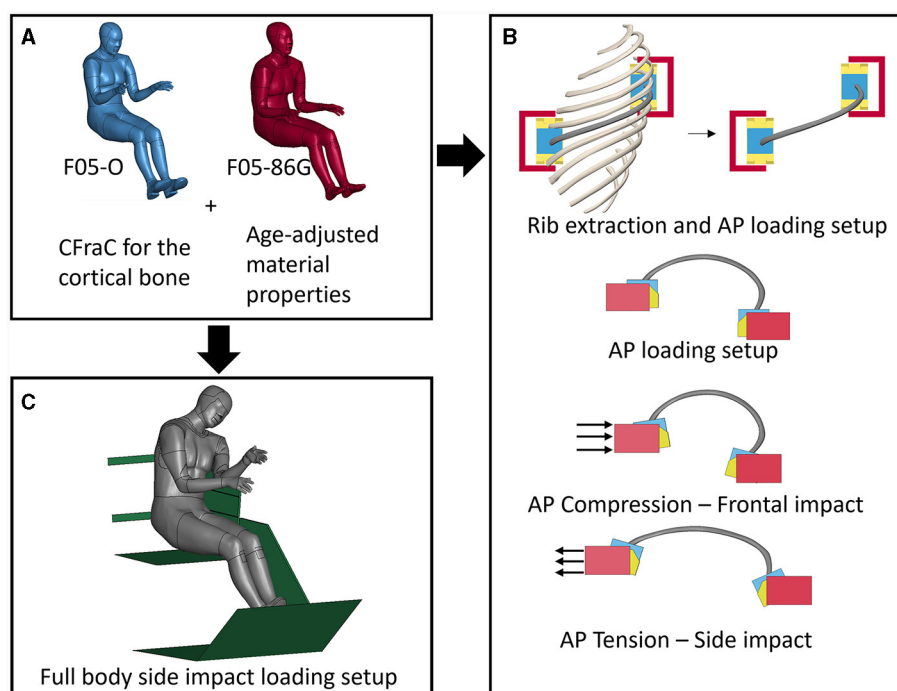 A
F05-O
F05-86G
+
CFraC for the
cortical bone
Age-adjusted
material
properties
B
Rib extraction and AP loading setup
AP loading setup
AP Compression – Frontal impact
AP Tension – Side impact
C
Full body side impact loading setup